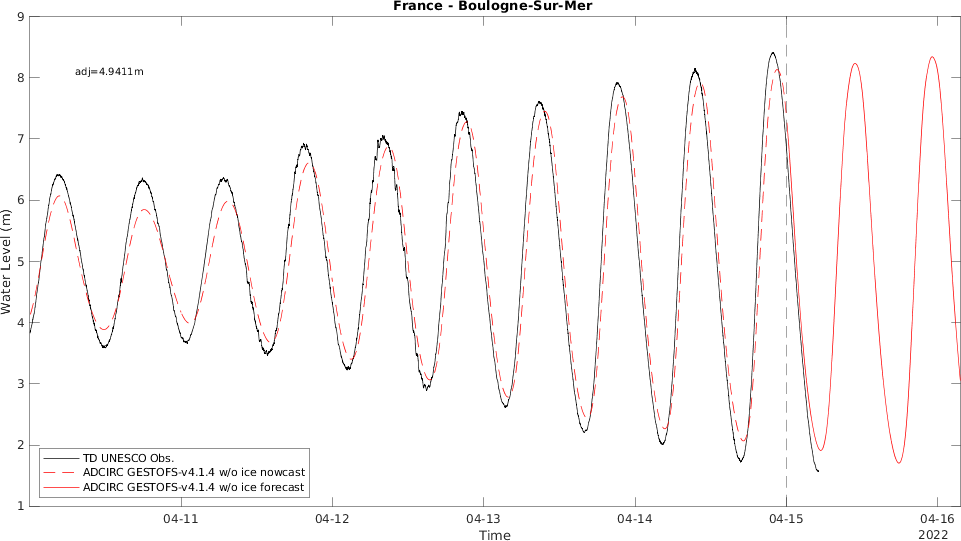 France - Boulogne-Sur-Mer
adj=4.9411m
Water Level (m)
9
8
7
6
5
4
3
2
1
TD UNESCO Obs.
ADCIRC GESTOFS-v4.1.4 w/o ice nowcast
ADCIRC GESTOFS-v4.1.4 w/o ice forecast
04-11 04-12 04-13 04-14 04-15 04-16
Time
2022